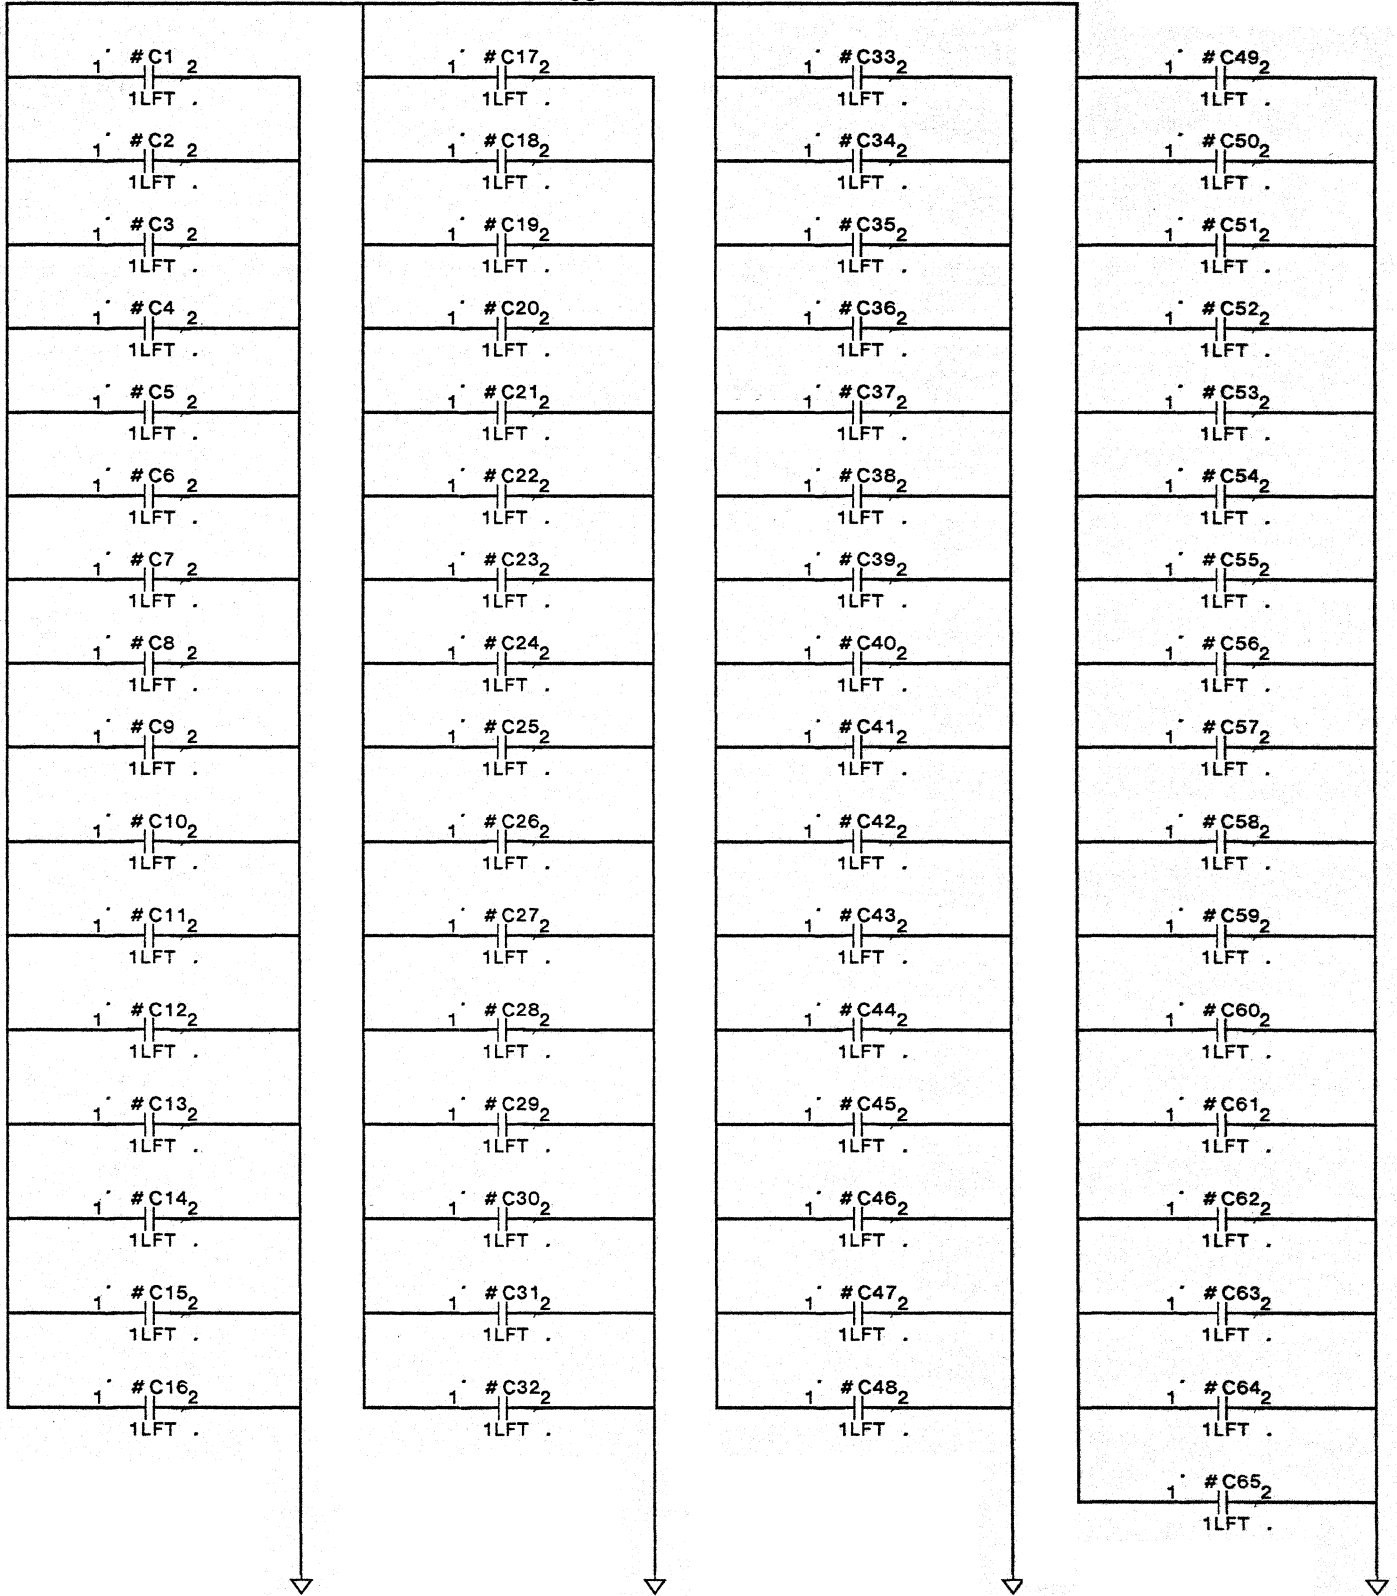 1 #C1 2 1 #C17 2 1 #C33 2 1 #C49 2
1LFT . 1LFT . 1LFT . 1LFT .
1 #C2 2 1 #C18 2 1 #C34 2 1 #C50 2
1LFT . 1LFT . 1LFT . 1LFT .
1 #C3 2 1 #C19 2 1 #C35 2 1 #C51 2
1LFT . 1LFT . 1LFT . 1LFT .
1 #C4 2 1 #C20 2 1 #C36 2 1 #C52 2
1LFT . 1LFT . 1LFT . 1LFT .
1 #C5 2 1 #C21 2 1 #C37 2 1 #C53 2
1LFT . 1LFT . 1LFT . 1LFT .
1 #C6 2 1 #C22 2 1 #C38 2 1 #C54 2
1LFT . 1LFT . 1LFT . 1LFT .
1 #C7 2 1 #C23 2 1 #C39 2 1 #C55 2
1LFT . 1LFT . 1LFT . 1LFT .
1 #C8 2 1 #C24 2 1 #C40 2 1 #C56 2
1LFT . 1LFT . 1LFT . 1LFT .
1 #C9 2 1 #C25 2 1 #C41 2 1 #C57 2
1LFT . 1LFT . 1LFT . 1LFT .
1 #C10 2 1 #C26 2 1 #C42 2 1 #C58 2
1LFT . 1LFT . 1LFT . 1LFT .
1 #C11 2 1 #C27 2 1 #C43 2 1 #C59 2
1LFT . 1LFT . 1LFT . 1LFT .
1 #C12 2 1 #C28 2 1 #C44 2 1 #C60 2
1LFT . 1LFT . 1LFT . 1LFT .
1 #C13 2 1 #C29 2 1 #C45 2 1 #C61 2
1LFT . 1LFT . 1LFT . 1LFT .
1 #C14 2 1 #C30 2 1 #C46 2 1 #C62 2
1LFT . 1LFT . 1LFT . 1LFT .
1 #C15 2 1 #C31 2 1 #C47 2 1 #C63 2
1LFT . 1LFT . 1LFT . 1LFT .
1 #C16 2 1 #C32 2 1 #C48 2 1 #C64 2
1LFT . 1LFT . 1LFT . 1LFT .
1 #C65 2
1LFT .